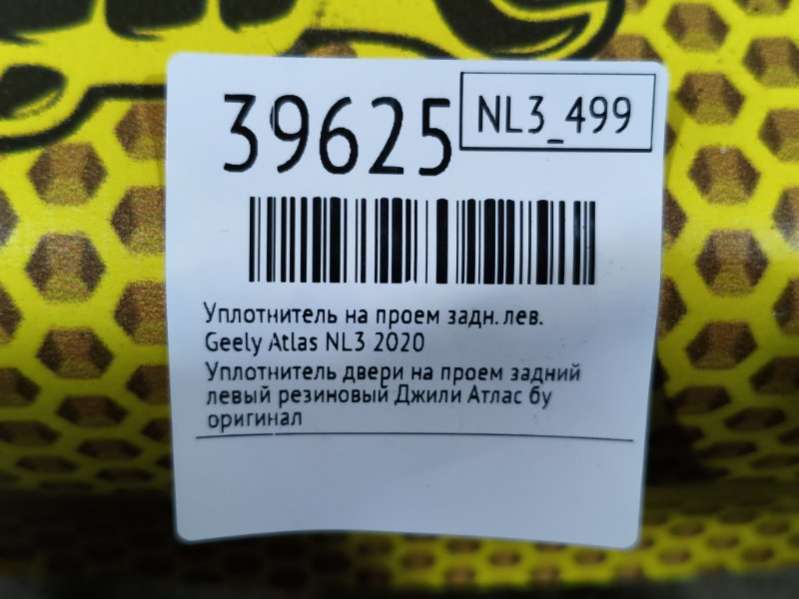 39625
NL3_499
Уплотнитель на проем задн. лев.
Geely Atlas NL3 2020
Уплотнитель двери на проем задний
левый резиновый Джили Атлас бу
оригинал